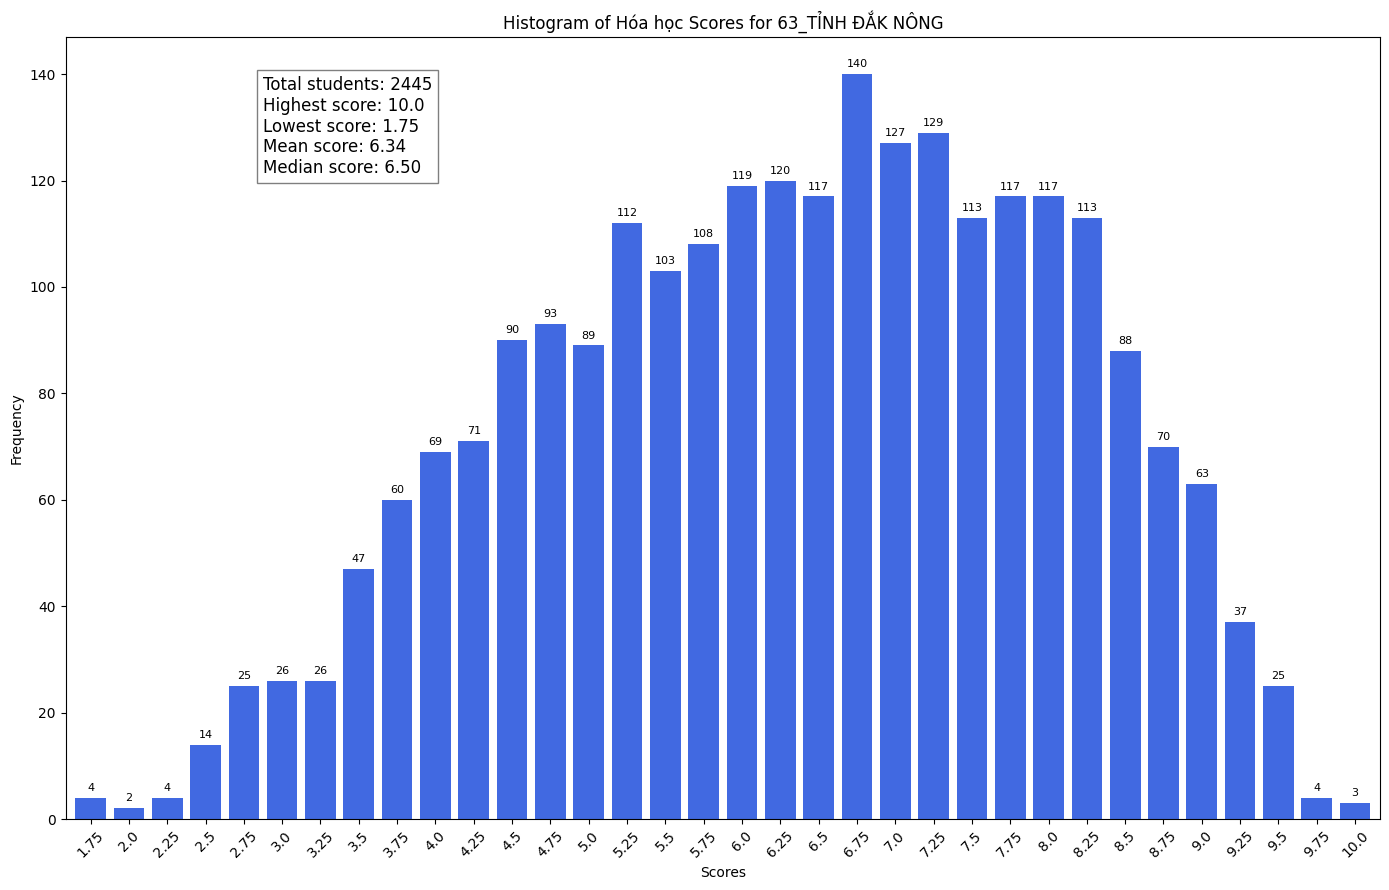 Histogram of Hóa học Scores for 63_TỈNH ĐẮK NÔNG
Total students: 2445
Highest score: 10.0
Lowest score: 1.75
Mean score: 6.34
Median score: 6.50
Frequency
140
120
100
80
60
40
20
0
4 2 4 14 25 26 26 47 60 69 71 90 93 89 112 103 108 119 120 117 140 127 129 113 117 117 113 88 70 63 37 25 4 3
1.75 2.0 2.25 2.5 2.75 3.0 3.25 3.5 3.75 4.0 4.25 4.5 4.75 5.0 5.25 5.5 5.75 6.0 6.25 6.5 6.75 7.0 7.25 7.5 7.75 8.0 8.25 8.5 8.75 9.0 9.25 9.5 9.75 10.0
Scores